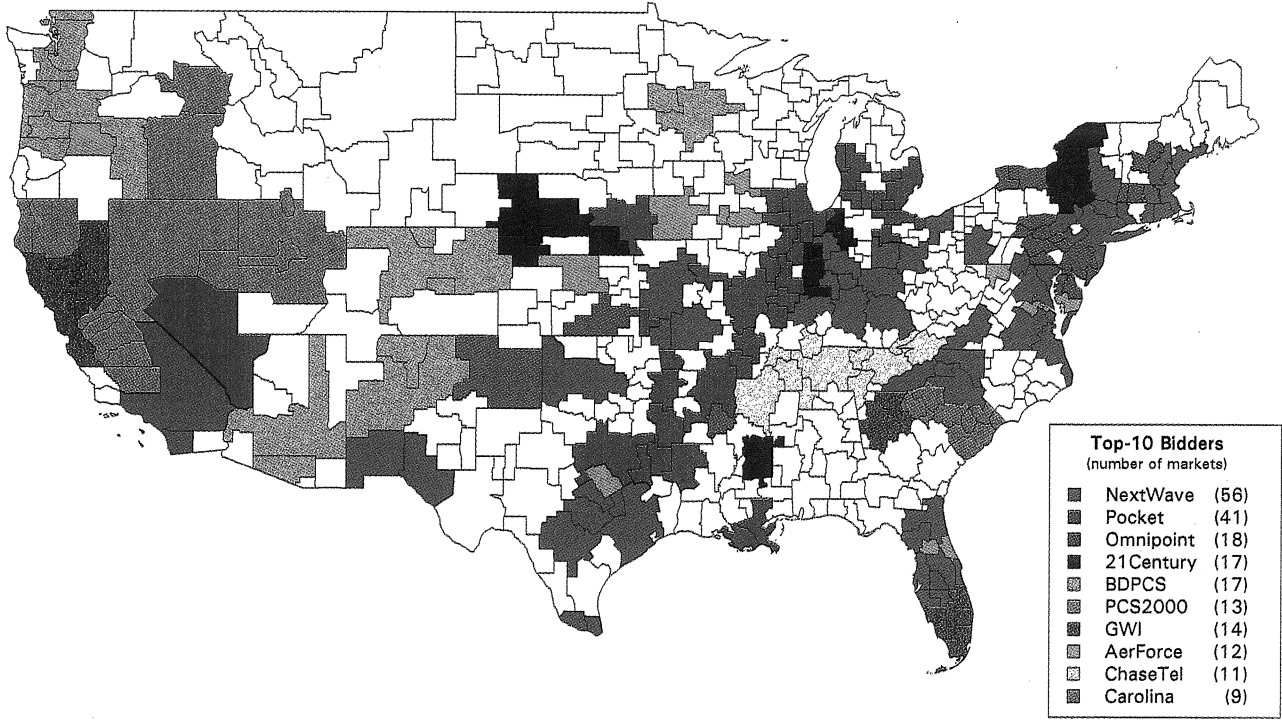 Top-10 Bidders
(number of markets)
NextWave (56)
Pocket (41)
Omnipoint (18)
21Century (17)
BDPCS (17)
PCS2000 (13)
GWI (14)
AerForce (12)
ChaseTel (11)
Carolina (9)